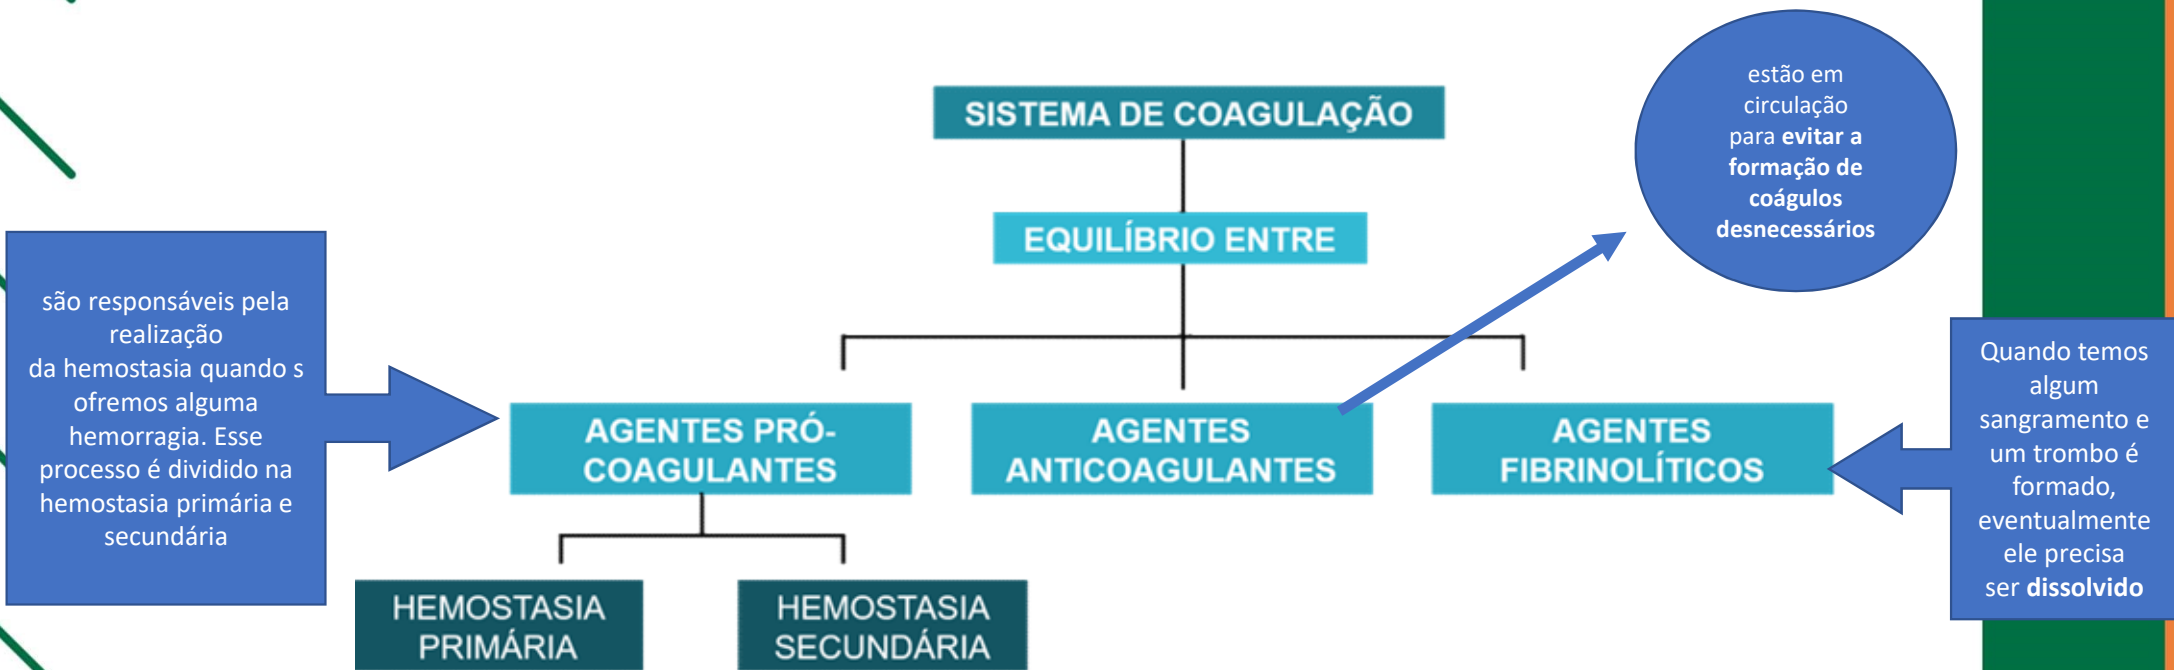 SISTEMA DE COAGULAÇÃO
EQUILÍBRIO ENTRE
estão em
circulação
para evitar a
formação de
coágulos
desnecessários
são responsáveis pela
realização
da hemostasia quando s
ofremos alguma
hemorragia. Esse
processo é dividido na
hemostasia primária e
secundária
AGENTES PRÓ-
COAGULANTES
AGENTES
ANTICOAGULANTES
AGENTES
FIBRINOLÍTICOS
Quando temos
algum
sangramento e
um trombo é
formado,
eventualmente
ele precisa
ser dissolvido
HEMOSTASIA
PRIMÁRIA
HEMOSTASIA
SECUNDÁRIA